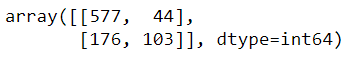 array([[577,  44],
       [176, 103]], dtype=int64)